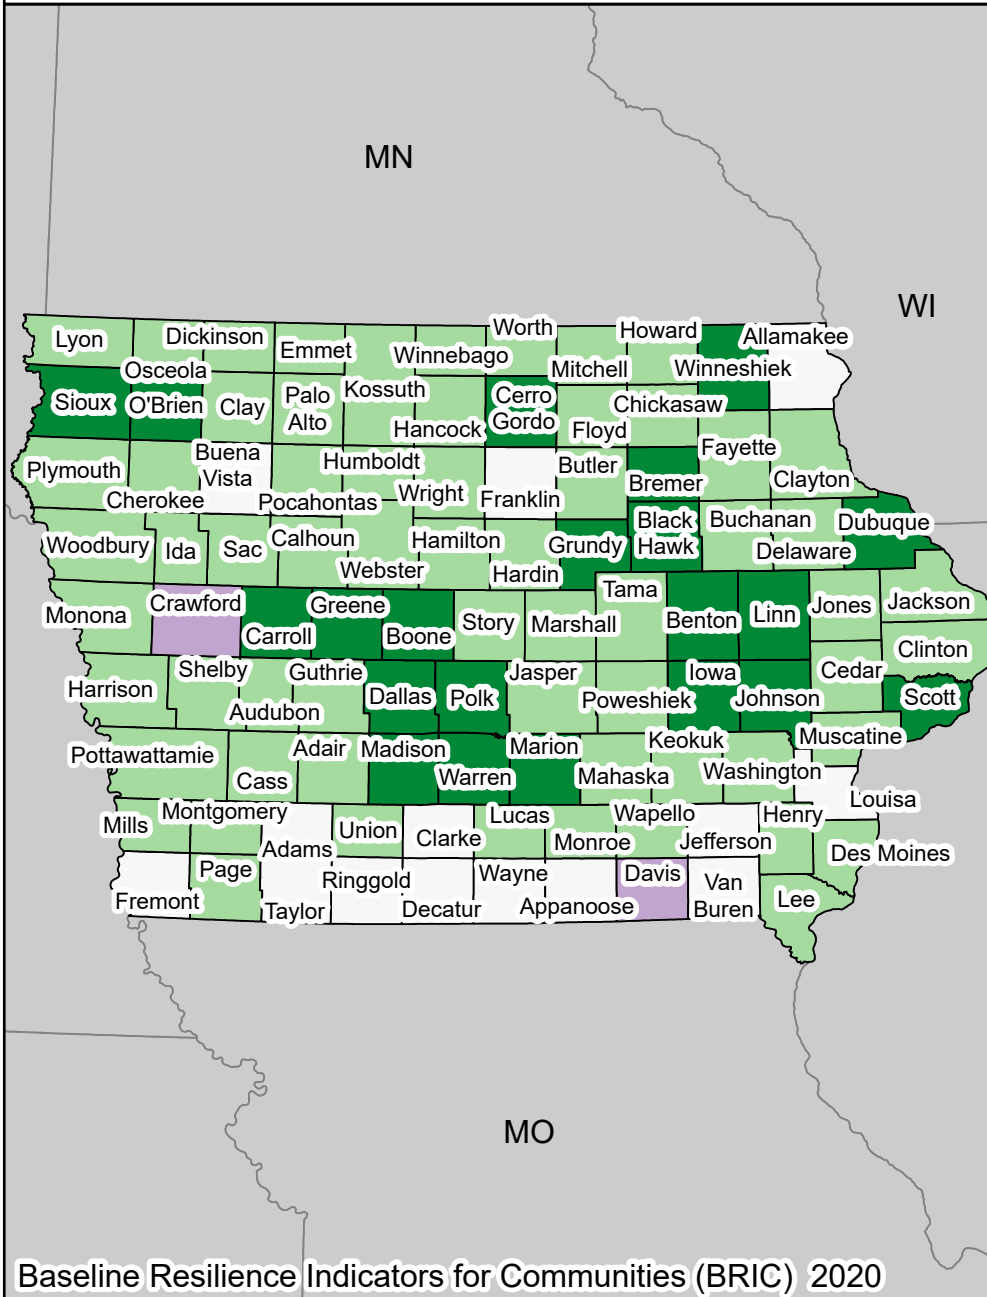 MN
WI
Lyon
Dickinson
Emmet
Winnebago
Worth
Mitchell
Howard
Winneshiek
Allamakee
Osceola
Sioux
O'Brien
Clay
Palo
Alto
Kossuth
Hancock
Cerro
Gordo
Floyd
Chickasaw
Fayette
Clayton
Plymouth
Cherokee
Buena
Vista
Pocahontas
Humboldt
Wright
Franklin
Butler
Bremer
Woodbury
Ida
Sac
Calhoun
Webster
Hamilton
Hardin
Grundy
Black
Hawk
Buchanan
Delaware
Dubuque
Monona
Crawford
Carroll
Greene
Boone
Story
Marshall
Tama
Benton
Linn
Jones
Jackson
Clinton
Harrison
Shelby
Audubon
Guthrie
Dallas
Polk
Jasper
Poweshiek
Iowa
Johnson
Cedar
Scott
Muscatine
Pottawattamie
Cass
Adair
Madison
Warren
Marion
Mahaska
Keokuk
Washington
Louisa
Mills
Montgomery
Adams
Union
Clarke
Lucas
Monroe
Wapello
Jefferson
Henry
Des Moines
Fremont
Page
Taylor
Ringgold
Decatur
Wayne
Appanoose
Davis
Van
Buren
Lee
MO
Baseline Resilience Indicators for Communities (BRIC) 2020